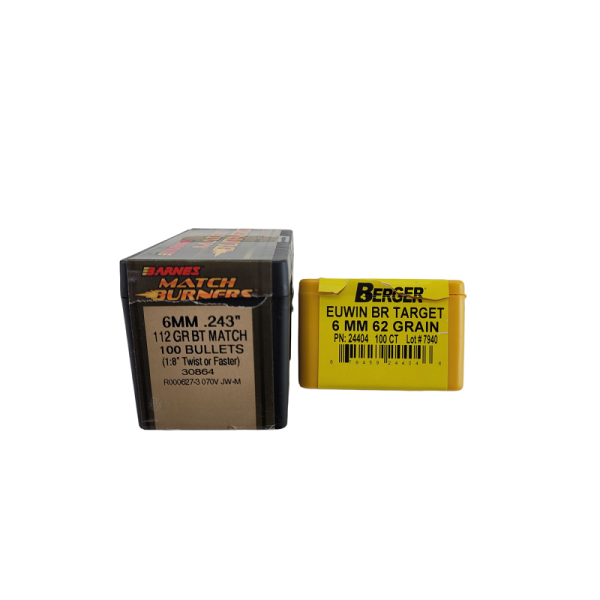 BARNES
MATCH
BURNERS
6MM .243"
112 GR BT MATCH
100 BULLETS
(1:8" Twist or Faster)
30864
R000627-3 070V JW-M
BERGER
EUWIN BR TARGET
6 MM 62 GRAIN
PN: 24404 100 CT Lot # 7940